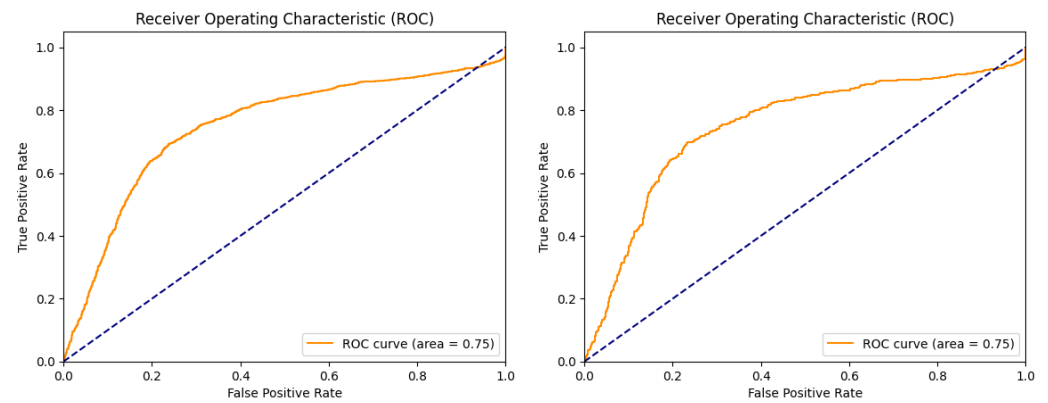 Receiver Operating Characteristic (ROC)
1.0
0.8
0.6
0.4
0.2
0.0
True Positive Rate
0.0 0.2 0.4 0.6 0.8 1.0
False Positive Rate
ROC curve (area = 0.75)
Receiver Operating Characteristic (ROC)
1.0
0.8
0.6
0.4
0.2
0.0
True Positive Rate
0.0 0.2 0.4 0.6 0.8 1.0
False Positive Rate
ROC curve (area = 0.75)